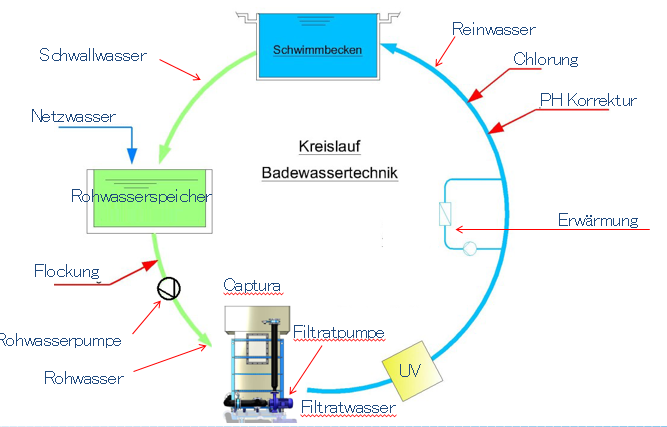 Reinwasser
Schwimmbecken
Schwallwasser
Chlorung
PH Korrektur
Netzwasser
Kreislauf
Badewassertechnik
Rohwasserspeicher
Erwärmung
Flockung
Captura
Rohwasserpumpe
Filtratpumpe
Rohwasser
UV
Filtratwasser